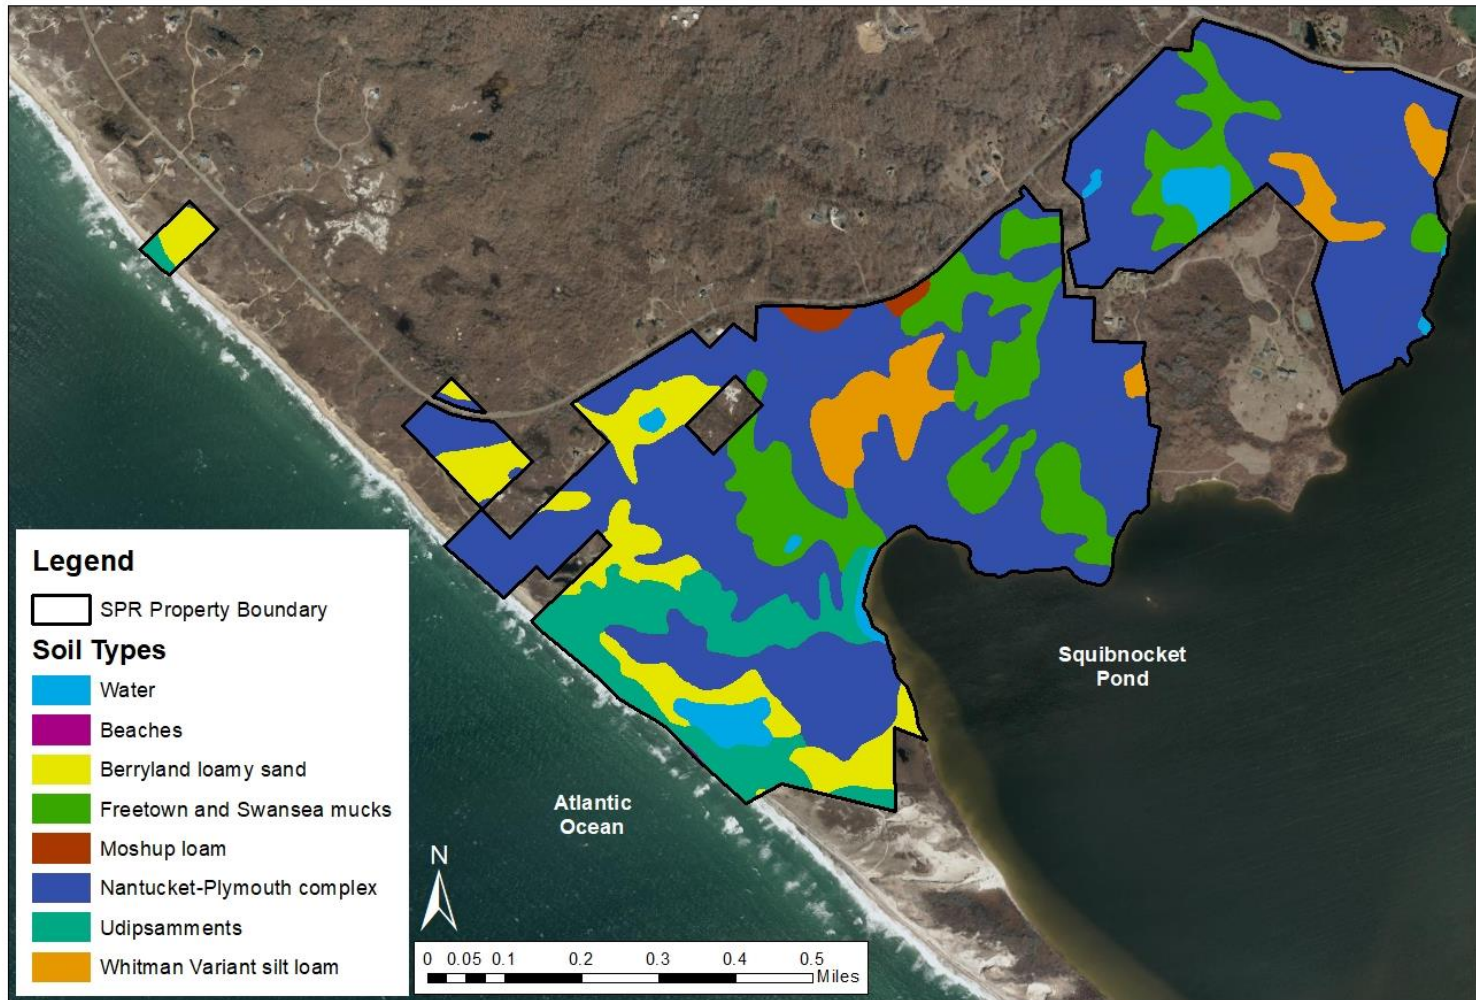 Legend
SPR Property Boundary
Soil Types
Water
Beaches
Berryland loamy sand
Freetown and Swansea mucks
Moshup loam
Nantucket-Plymouth complex
Udipsamments
Whitman Variant silt loam
Atlantic
Ocean
Squibnocket
Pond
N
0 0.05 0.1 0.2 0.3 0.4 0.5
Miles